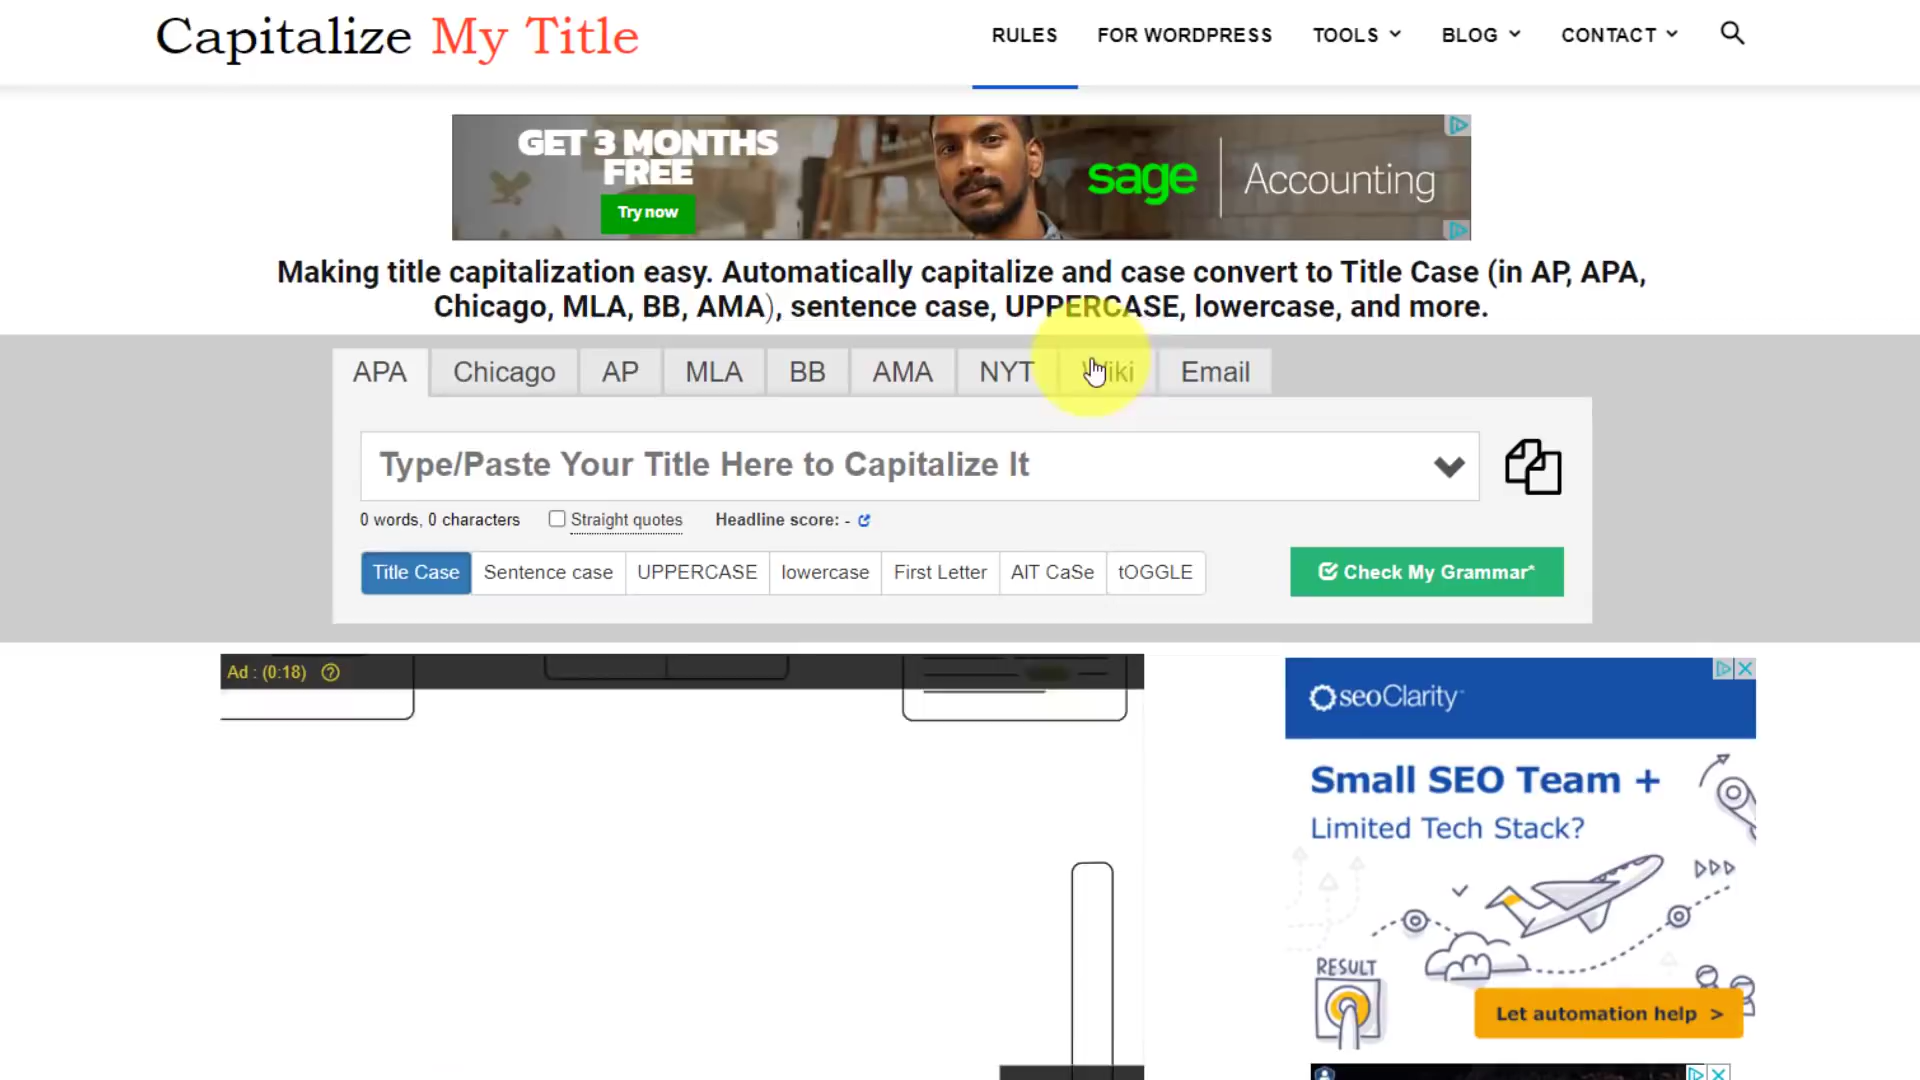 Capitalize My Title
RULES
FOR WORDPRESS
TOOLS
BLOG
CONTACT
GET 3 MONTHS
FREE
Try now
sage
Accounting
Making title capitalization easy. Automatically capitalize and case convert to Title Case (in AP, APA,
Chicago, MLA, BB, AMA), sentence case, UPPERCASE, lowercase, and more.
APA
Chicago
AP
MLA
BB
AMA
NYT
Wiki
Email
Type/Paste Your Title Here to Capitalize It
0 words, 0 characters
Straight quotes
Headline score: -
Title Case
Sentence case
UPPERCASE
lowercase
First Letter
AlT CaSe
tOGGLE
Check My Grammar*
Ad : (0:18)
seoClarity
Small SEO Team +
Limited Tech Stack?
RESULT
Let automation help >